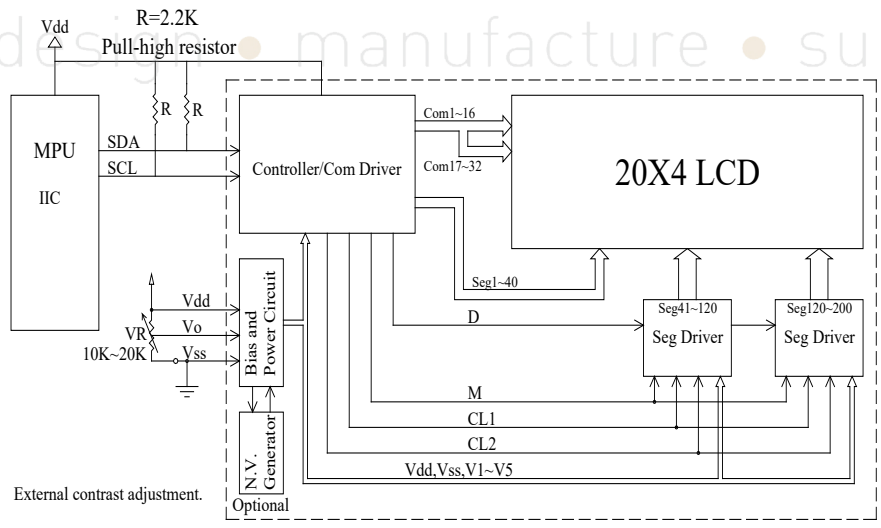 design • manufacture • su
Vdd
R=2.2K
Pull-high resistor
R
R
MPU
IIC
SDA
SCL
Controller/Com Driver
Com1~16
Com17~32
20X4 LCD
Seg1~40
Vdd
Vo
Vss
VR
10K~20K
Bias and
Power Circuit
D
Seg41~120
Seg Driver
Seg120~200
Seg Driver
M
CL1
CL2
Vdd,Vss,V1~V5
N.V.
Generator
Optional
External contrast adjustment.